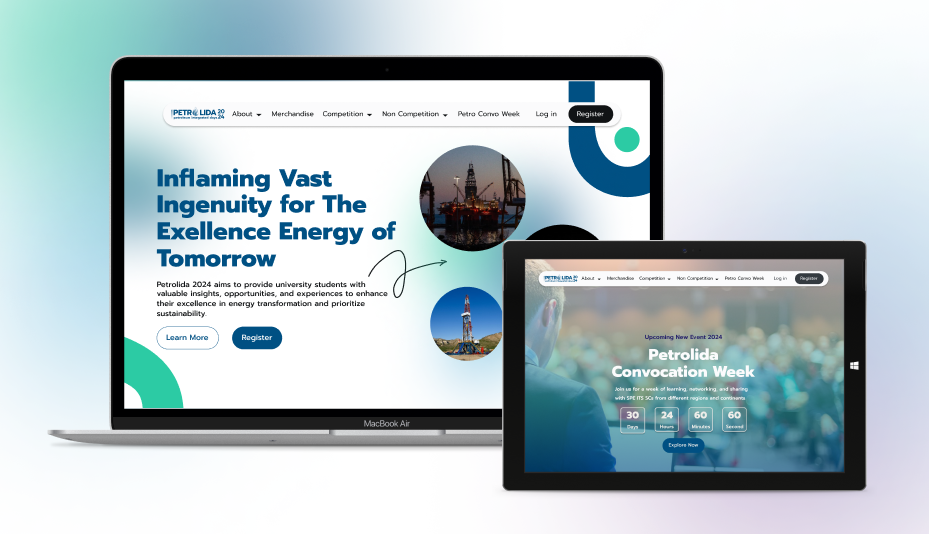 PETROLIDA 2024
petroleum integrated days
About
Merchandise
Competition
Non Competition
Petro Convo Week
Log in
Register
Inflaming Vast
Ingenuity for The
Exellence Energy of
Tomorrow
Petrolida 2024 aims to provide university students with
valuable insights, opportunities, and experiences to enhance
their excellence in energy transformation and prioritize
sustainability.
Learn More
Register
MacBook Air
PETROLIDA 2024
About
Merchandise
Competition
Non Competition
Petro Convo Week
Log in
Register
Upcoming New Event 2024
Petrolida
Convocation Week
Join us for a week of learning, networking, and sharing
with SPE ITS SCs from different regions and continents
30
Days
24
Hours
60
Minutes
60
Second
Explore Now